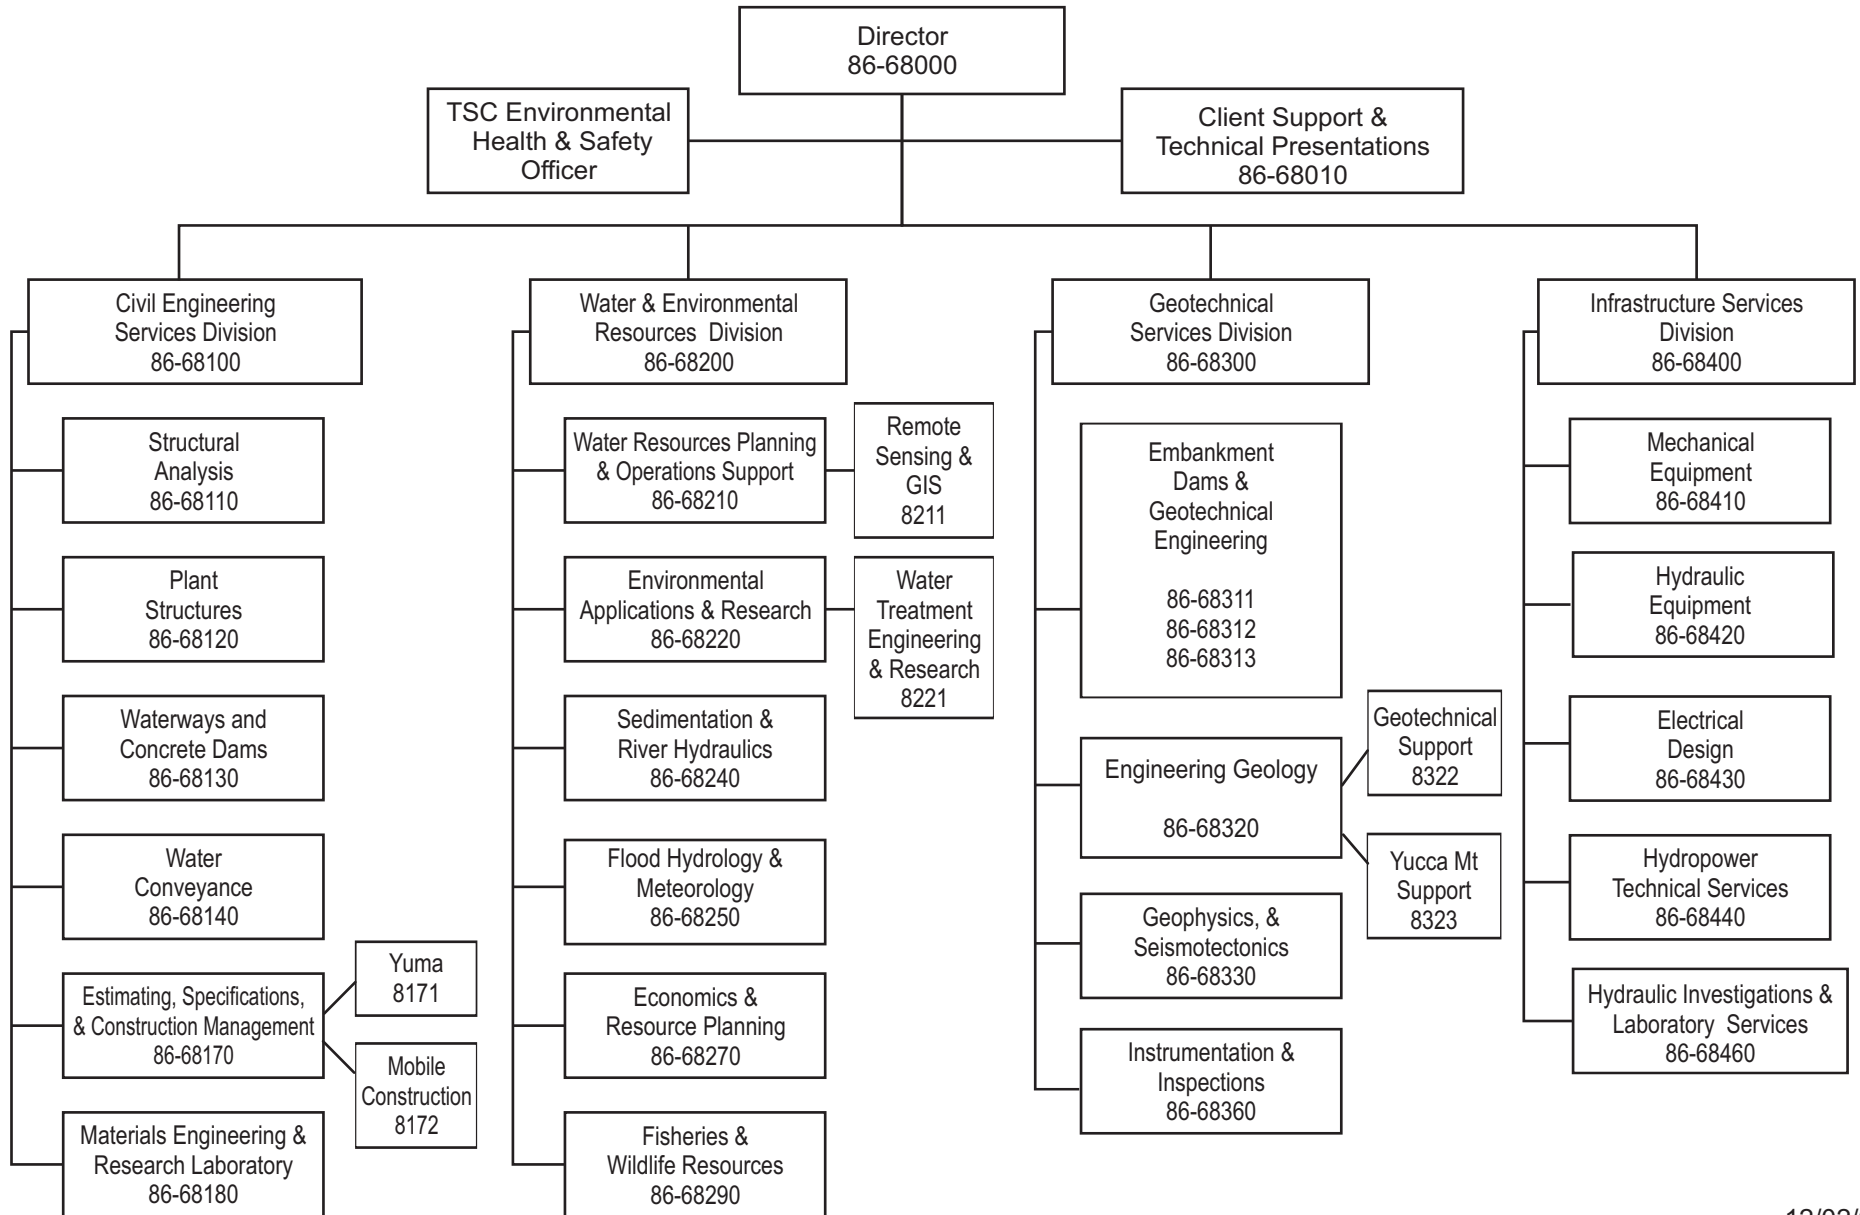 Director
86-68000
TSC Environmental
Health & Safety
Officer
Client Support &
Technical Presentations
86-68010
Civil Engineering
Services Division
86-68100
Structural
Analysis
86-68110
Plant
Structures
86-68120
Waterways and
Concrete Dams
86-68130
Water
Conveyance
86-68140
Estimating, Specifications,
& Construction Management
86-68170
Yuma
8171
Mobile
Construction
8172
Materials Engineering &
Research Laboratory
86-68180
Water & Environmental
Resources Division
86-68200
Water Resources Planning
& Operations Support
86-68210
Remote
Sensing &
GIS
8211
Environmental
Applications & Research
86-68220
Water
Treatment
Engineering
& Research
8221
Sedimentation &
River Hydraulics
86-68240
Flood Hydrology &
Meteorology
86-68250
Economics &
Resource Planning
86-68270
Fisheries &
Wildlife Resources
86-68290
Geotechnical
Services Division
86-68300
Embankment
Dams &
Geotechnical
Engineering
86-68311
86-68312
86-68313
Engineering Geology
86-68320
Geotechnical
Support
8322
Yucca Mt
Support
8323
Geophysics, &
Seismotectonics
86-68330
Instrumentation &
Inspections
86-68360
Infrastructure Services
Division
86-68400
Mechanical
Equipment
86-68410
Hydraulic
Equipment
86-68420
Electrical
Design
86-68430
Hydropower
Technical Services
86-68440
Hydraulic Investigations &
Laboratory Services
86-68460